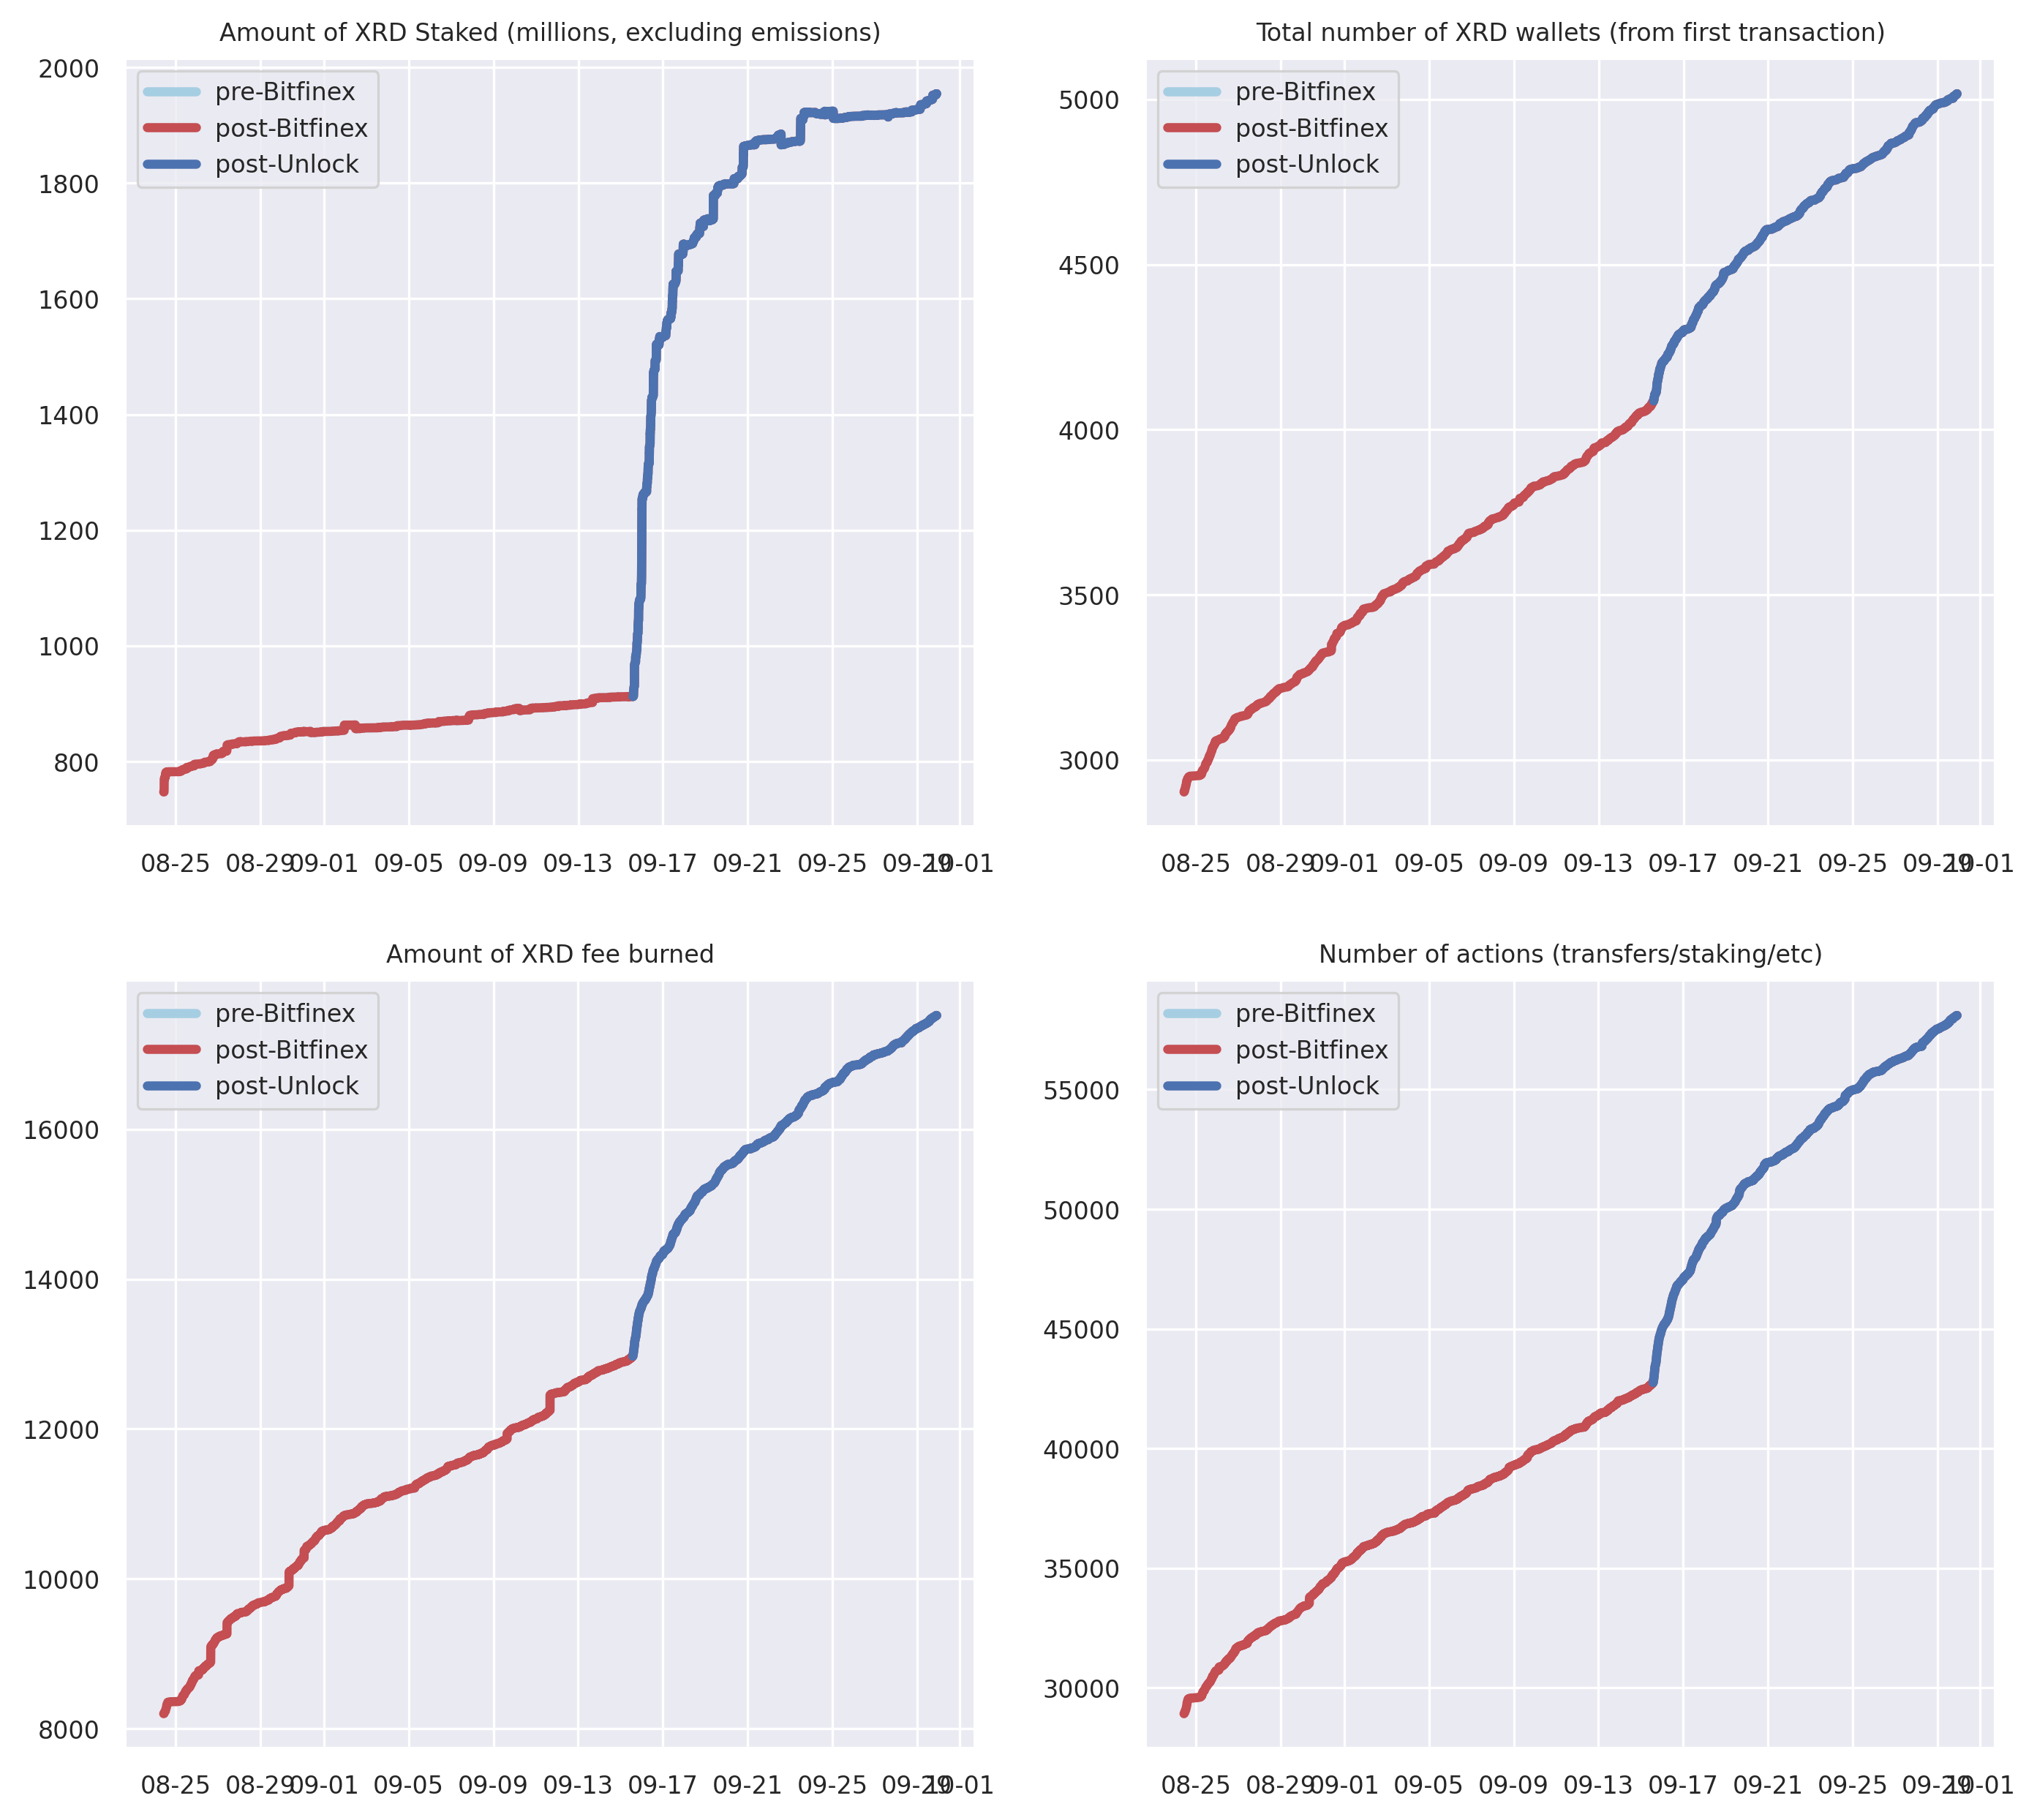 Amount of XRD Staked (millions, excluding emissions)
2000
1800
1600
1400
1200
1000
800
pre-Bitfinex
post-Bitfinex
post-Unlock
08-25 08-29 09-01 09-05 09-09 09-13 09-17 09-21 09-25 09-29 10-01
Total number of XRD wallets (from first transaction)
5000
4500
4000
3500
3000
pre-Bitfinex
post-Bitfinex
post-Unlock
08-25 08-29 09-01 09-05 09-09 09-13 09-17 09-21 09-25 09-29 10-01
Amount of XRD fee burned
16000
14000
12000
10000
8000
pre-Bitfinex
post-Bitfinex
post-Unlock
08-25 08-29 09-01 09-05 09-09 09-13 09-17 09-21 09-25 09-29 10-01
Number of actions (transfers/staking/etc)
55000
50000
45000
40000
35000
30000
pre-Bitfinex
post-Bitfinex
post-Unlock
08-25 08-29 09-01 09-05 09-09 09-13 09-17 09-21 09-25 09-29 10-01